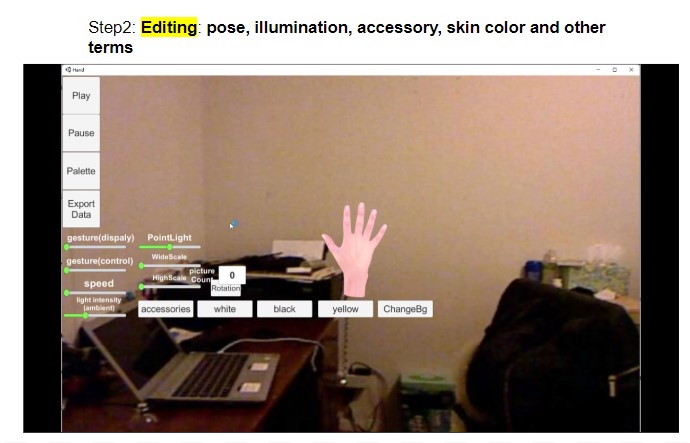 Step2: Editing: pose, illumination, accessory, skin color and other
terms
Hand
Play
Pause
Palette
Export
Data
gesture(dispaly)
PointLight
gesture(control)
WideScale
speed
HighScale
picture
Count
0
Rotation
light intensity
(ambient)
accessories
white
black
yellow
ChangeBg